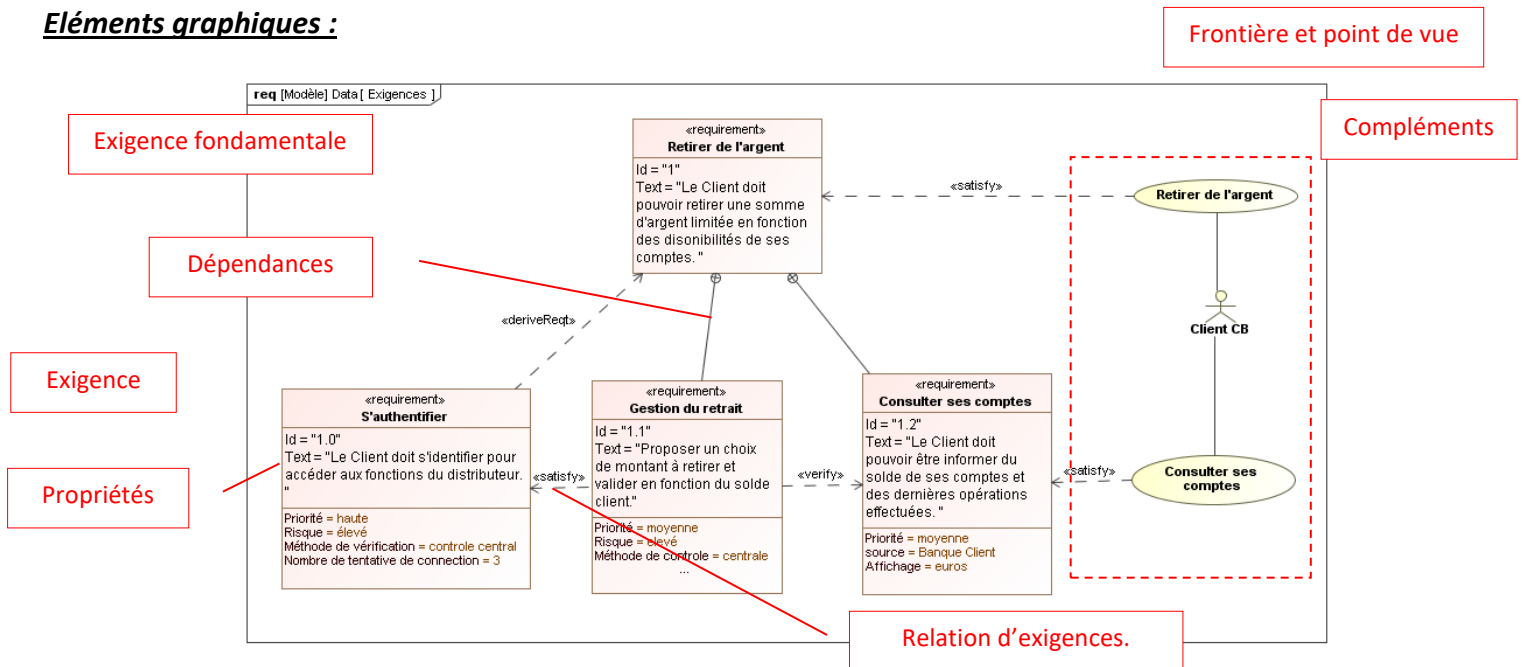 Eléments graphiques :
Frontière et point de vue
req [Modèle] Data [ Exigences ]
Exigence fondamentale
Compléments
«requirement»
Retirer de l'argent
Id = "1"
Text = "Le Client doit
pouvoir retirer une somme
d'argent limitée en fonction
des disonibilités de ses
comptes. "
«satisfy»
Retirer de l'argent
Dépendances
«deriveReqt»
Client CB
Exigence
«requirement»
S'authentifier
Id = "1.0"
Text = "Le Client doit s'identifier pour
accéder aux fonctions du distributeur.
"
Priorité = haute
Risque = élevé
Méthode de vérification = controle central
Nombre de tentative de connection = 3
Propriétés
«satisfy»
«requirement»
Gestion du retrait
Id = "1.1"
Text = "Proposer un choix
de montant à retirer et
valider en fonction du solde
client."
Priorité = moyenne
Risque = élevé
Méthode de controle = centrale
...
«verify»
«requirement»
Consulter ses comptes
Id = "1.2"
Text = "Le Client doit
pouvoir être informer du
solde de ses comptes et
des dernières opérations
effectuées. "
Priorité = moyenne
source = Banque Client
Affichage = euros
«satisfy»
Consulter ses
comptes
Relation d'exigences.